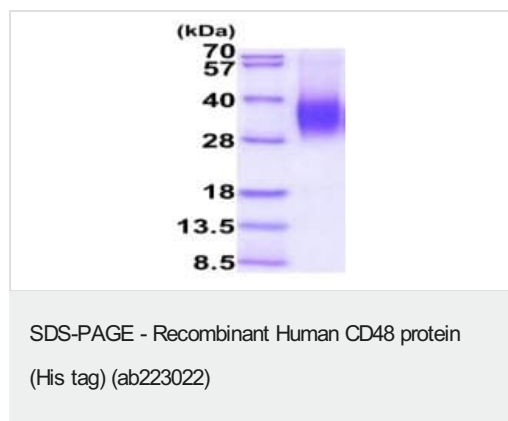 (kDa)
70
57
40
28
18
13.5
8.5
SDS-PAGE - Recombinant Human CD48 protein
(His tag) (ab223022)